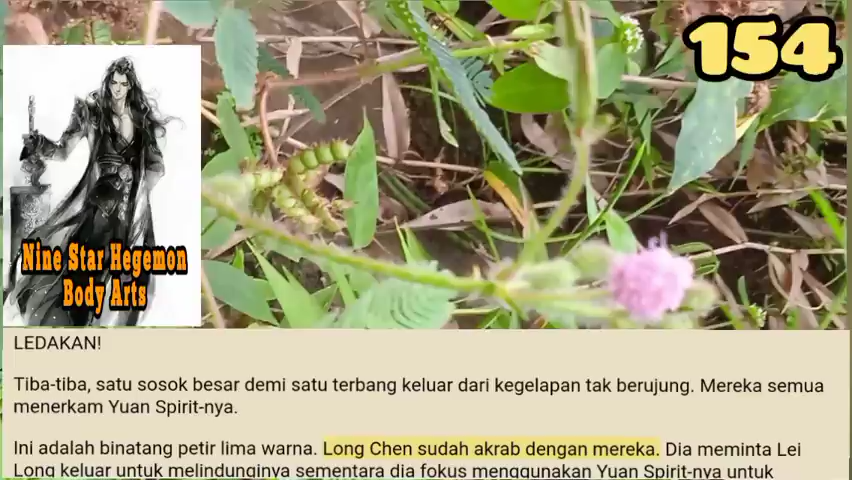 154
Nine Star Hegemon
Body Arts
LEDAKAN!
Tiba-tiba, satu sosok besar demi satu terbang keluar dari kegelapan tak berujung. Mereka semua
menerkam Yuan Spirit-nya.
Ini adalah binatang petir lima warna. Long Chen sudah akrab dengan mereka. Dia meminta Lei
Long keluar untuk melindunginya sementara dia fokus menggunakan Yuan Spirit-nya untuk